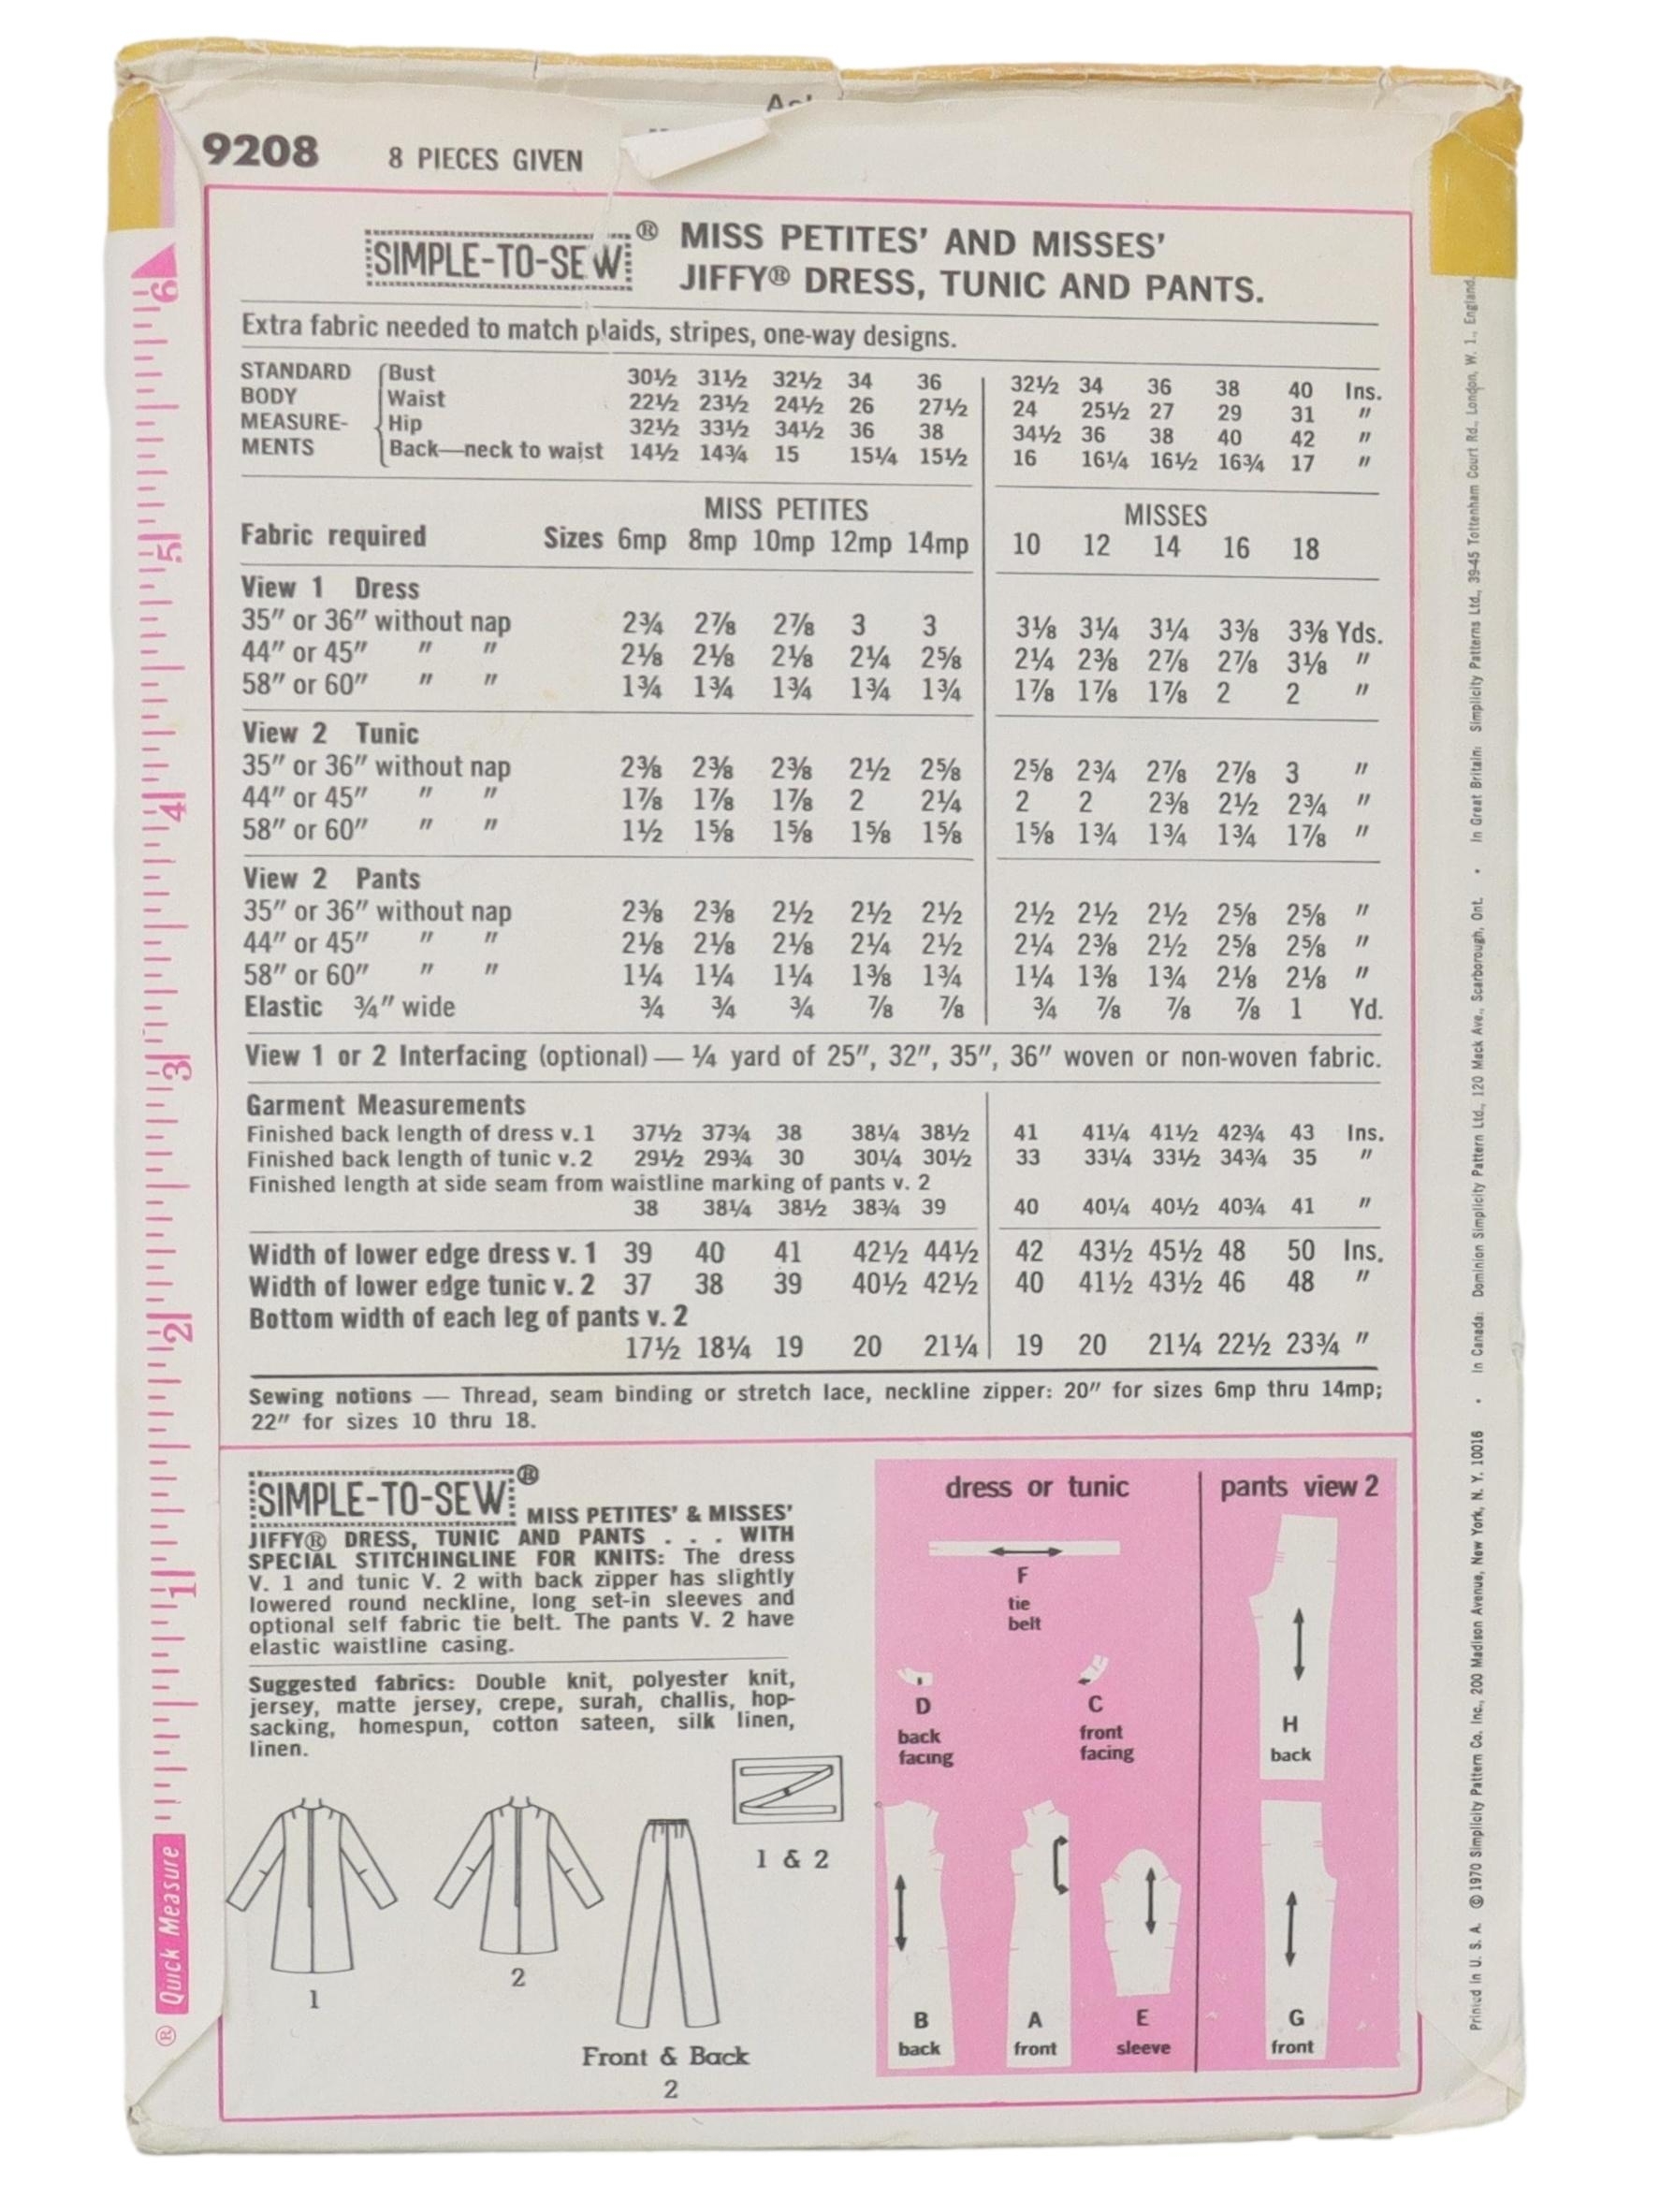 9208 8 PIECES GIVEN
SIMPLE-TO-SEW® MISS PETITES' AND MISSES'
JIFFY® DRESS, TUNIC AND PANTS.
Extra fabric needed to match plaids, stripes, one-way designs.
STANDARD BODY MEASURE-MENTS
Bust 30½ 31½ 32½ 34 36 32½ 34 36 38 40 Ins.
Waist 22½ 23½ 24½ 26 27½ 24 25½ 27 29 31 "
Hip 32½ 33½ 34½ 36 38 34½ 36 38 40 42 "
Back—neck to waist 14½ 14¾ 15 15¼ 15½ 16 16¼ 16½ 16¾ 17 "
MISS PETITES MISSES
Fabric required Sizes 6mp 8mp 10mp 12mp 14mp 10 12 14 16 18
View 1 Dress
35" or 36" without nap 2¾ 2⅞ 2⅞ 3 3 3⅛ 3¼ 3¼ 3⅜ 3⅜ Yds.
44" or 45" " " 2⅛ 2⅛ 2⅛ 2¼ 2⅝ 2¼ 2⅜ 2⅞ 2⅞ 3⅛ "
58" or 60" " " 1¾ 1¾ 1¾ 1¾ 1¾ 1⅞ 1⅞ 1⅞ 2 2 "
View 2 Tunic
35" or 36" without nap 2⅜ 2⅜ 2⅜ 2½ 2⅝ 2⅝ 2¾ 2⅞ 2⅞ 3 "
44" or 45" " " 1⅞ 1⅞ 1⅞ 2 2¼ 2 2 2⅜ 2½ 2¾ "
58" or 60" " " 1½ 1⅝ 1⅝ 1⅝ 1⅝ 1⅝ 1¾ 1¾ 1¾ 1⅞ "
View 2 Pants
35" or 36" without nap 2⅜ 2⅜ 2½ 2½ 2½ 2½ 2½ 2½ 2⅝ 2⅝ "
44" or 45" " " 2⅛ 2⅛ 2⅛ 2¼ 2½ 2¼ 2⅜ 2½ 2⅝ 2⅝ "
58" or 60" " " 1¼ 1¼ 1¼ 1⅜ 1¾ 1¼ 1⅜ 1¾ 2⅛ 2⅛ "
Elastic ¾" wide ¾ ¾ ¾ ⅞ ⅞ ¾ ⅞ ⅞ ⅞ 1 Yd.
View 1 or 2 Interfacing (optional) — ¼ yard of 25", 32", 35", 36" woven or non-woven fabric.
Garment Measurements
Finished back length of dress v. 1 37½ 37¾ 38 38¼ 38½ 41 41¼ 41½ 42¾ 43 Ins.
Finished back length of tunic v. 2 29½ 29¾ 30 30¼ 30½ 33 33¼ 33½ 34¾ 35 "
Finished length at side seam from waistline marking of pants v. 2
38 38¼ 38½ 38¾ 39 40 40¼ 40½ 40¾ 41 "
Width of lower edge dress v. 1 39 40 41 42½ 44½ 42 43½ 45½ 48 50 Ins.
Width of lower edge tunic v. 2 37 38 39 40½ 42½ 40 41½ 43½ 46 48 "
Bottom width of each leg of pants v. 2
17½ 18¼ 19 20 21¼ 19 20 21¼ 22½ 23¾ "
Sewing notions — Thread, seam binding or stretch lace, neckline zipper: 20" for sizes 6mp thru 14mp;
22" for sizes 10 thru 18.
SIMPLE-TO-SEW® MISS PETITES' & MISSES'
JIFFY® DRESS, TUNIC AND PANTS . . . WITH
SPECIAL STITCHINGLINE FOR KNITS: The dress
V. 1 and tunic V. 2 with back zipper has slightly
lowered round neckline, long set-in sleeves and
optional self fabric tie belt. The pants V. 2 have
elastic waistline casing.
Suggested fabrics: Double knit, polyester knit,
jersey, matte jersey, crepe, surah, challis, hop-
sacking, homespun, cotton sateen, silk linen,
linen.
1 & 2
1
2
Front & Back
2
dress or tunic pants view 2
F
tie
belt
D
back
facing
C
front
facing
H
back
B
back
A
front
E
sleeve
G
front
6
5
4
3
2
1
Quick Measure
®
Printed in U. S. A. ©1970 Simplicity Pattern Co. Inc., 200 Madison Avenue, New York, N. Y. 10016 • In Canada: Dominion Simplicity Pattern Ltd., 120 Mack Ave., Scarborough, Ont. • In Great Britain: Simplicity Patterns Ltd., 39-45 Tottenham Court Rd., London, W. 1., England.